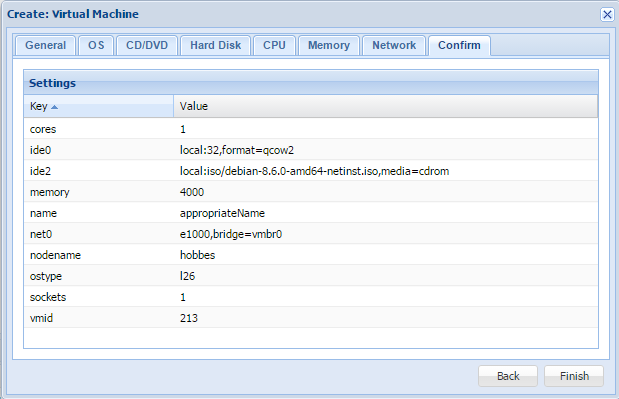 Create: Virtual Machine
General OS CD/DVD Hard Disk CPU Memory Network Confirm
Settings
Key Value
cores 1
ide0 local:32,format=qcow2
ide2 local:iso/debian-8.6.0-amd64-netinst.iso,media=cdrom
memory 4000
name appropriateName
net0 e1000,bridge=vmbr0
nodename hobbes
ostype l26
sockets 1
vmid 213
Back Finish